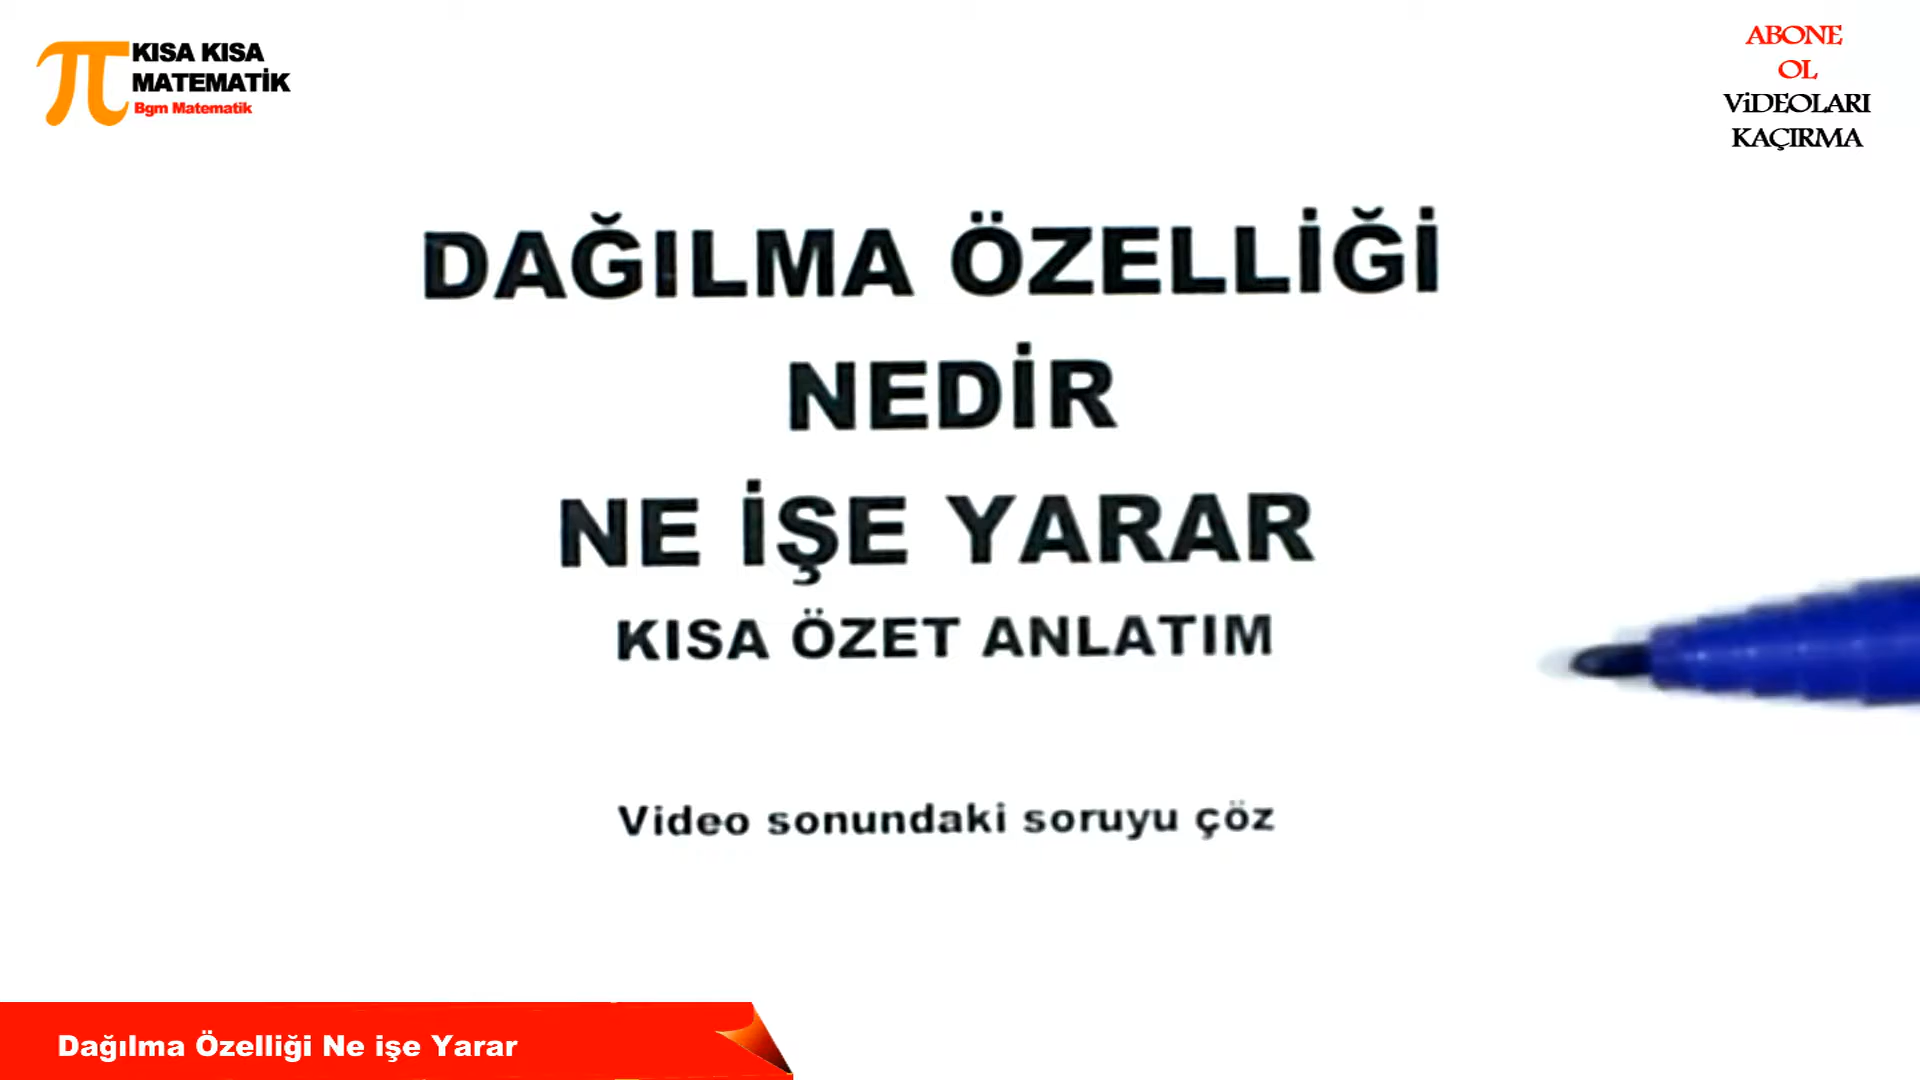 KISA KISA
MATEMATİK
Bgm Matematik
ABONE
OL
ViDEOLARI
KAÇIRMA
DAĞILMA ÖZELLİĞİ
NEDİR
NE İŞE YARAR
KISA ÖZET ANLATIM
Video sonundaki soruyu çöz
Dağılma Özelliği Ne işe Yarar